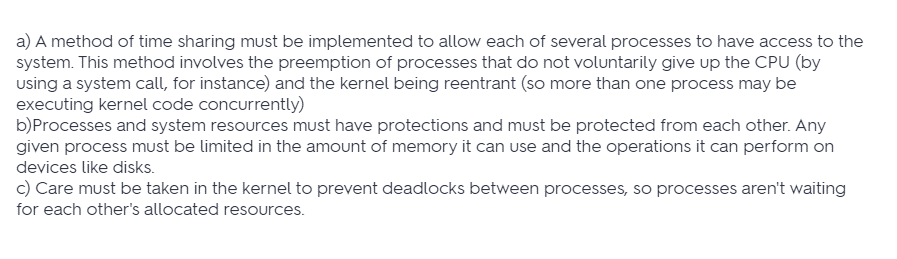 a) A method of time sharing must be implemented to allow each of several processes to have access to the
system. This method involves the preemption of processes that do not voluntarily give up the CPU (by
using a system call, for instance) and the kernel being reentrant (so more than one process may be
executing kernel code concurrently)
b)Processes and system resources must have protections and must be protected from each other. Any
given process must be limited in the amount of memory it can use and the operations it can perform on
devices like disks.
c) Care must be taken in the kernel to prevent deadlocks between processes, so processes aren't waiting
for each other's allocated resources.